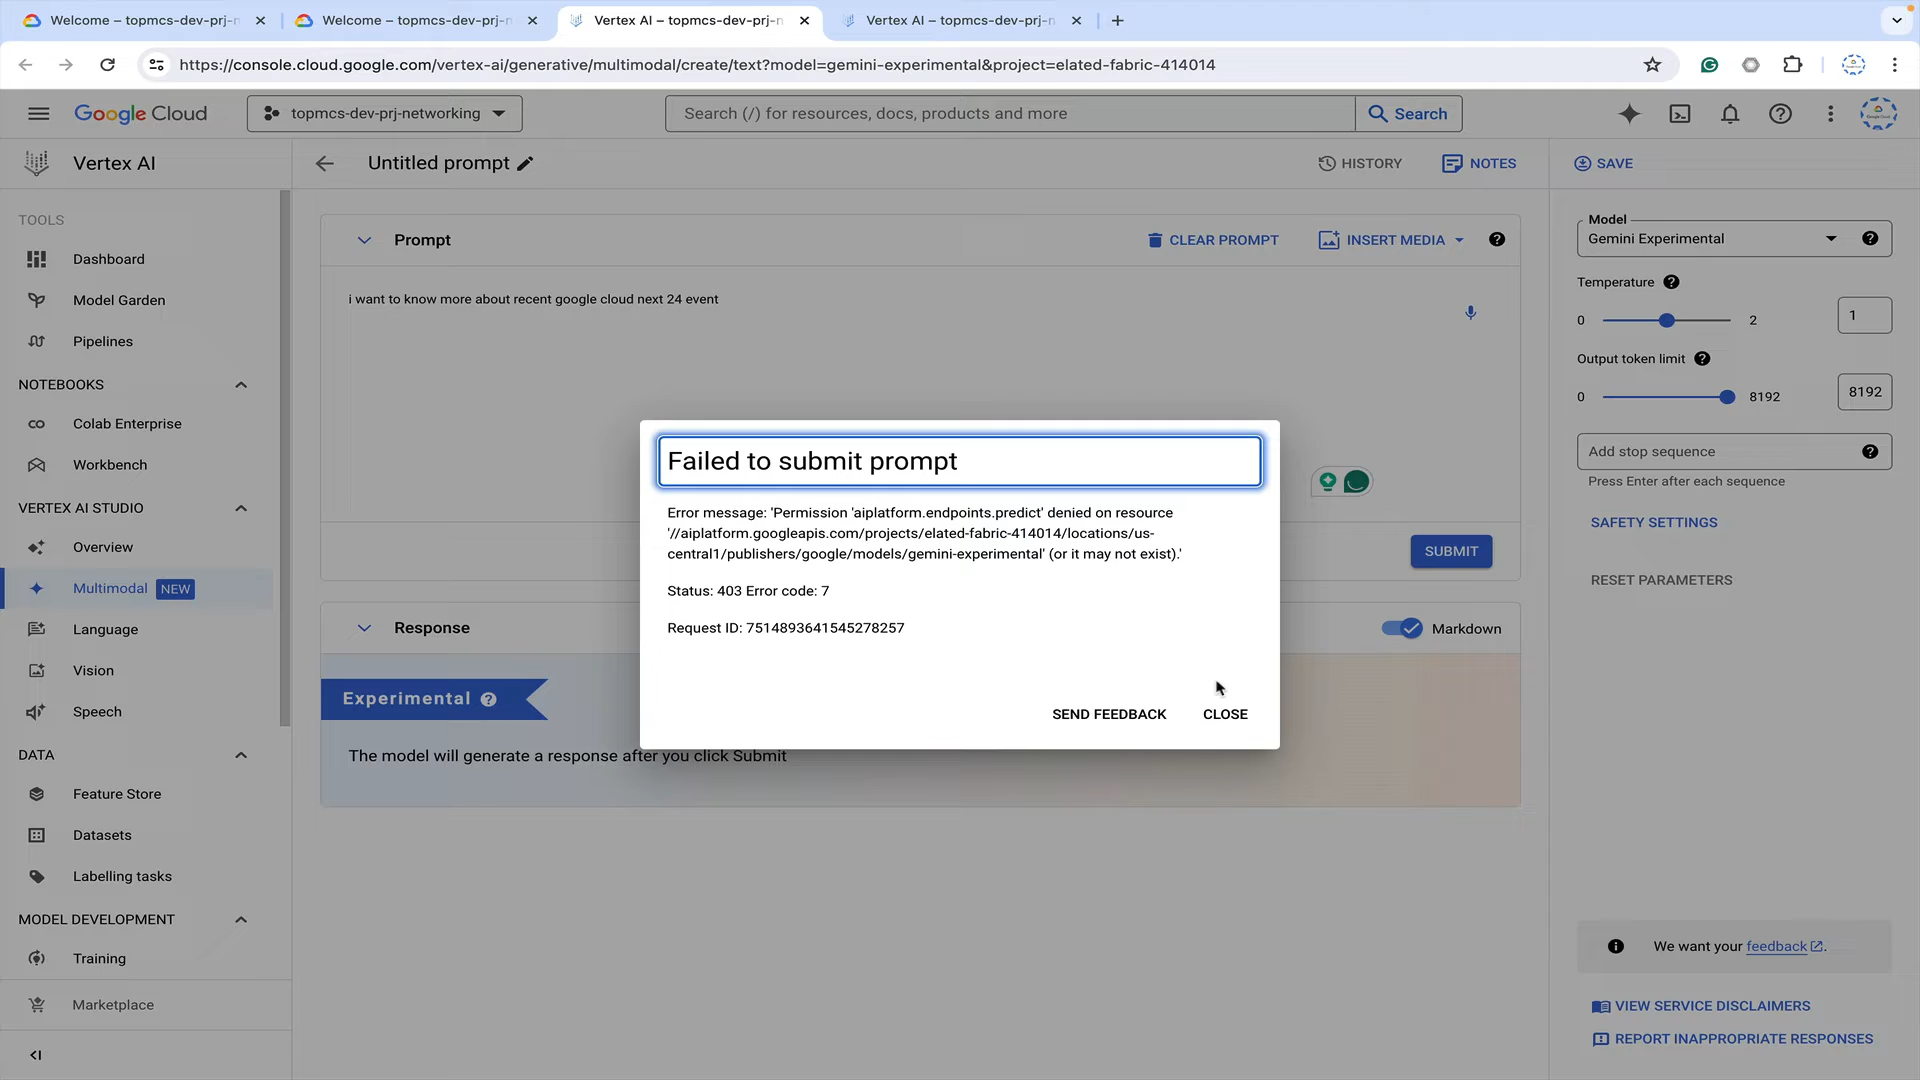 Welcome – topmcs-dev-prj-n
Welcome – topmcs-dev-prj-n
Vertex AI – topmcs-dev-prj-n
Vertex AI – topmcs-dev-prj-n
https://console.cloud.google.com/vertex-ai/generative/multimodal/create/text?model=gemini-experimental&project=elated-fabric-414014
Google Cloud
topmcs-dev-prj-networking
Search (/) for resources, docs, products and more
Search
Vertex AI
Untitled prompt
HISTORY
NOTES
SAVE
TOOLS
Dashboard
Model Garden
Pipelines
NOTEBOOKS
Colab Enterprise
Workbench
VERTEX AI STUDIO
Overview
Multimodal NEW
Language
Vision
Speech
DATA
Feature Store
Datasets
Labelling tasks
MODEL DEVELOPMENT
Training
Marketplace
Prompt
CLEAR PROMPT
INSERT MEDIA
i want to know more about recent google cloud next 24 event
SUBMIT
Response
Markdown
Experimental
The model will generate a response after you click Submit
Failed to submit prompt
Error message: 'Permission 'aiplatform.endpoints.predict' denied on resource
'//aiplatform.googleapis.com/projects/elated-fabric-414014/locations/us-
central1/publishers/google/models/gemini-experimental' (or it may not exist).'
Status: 403 Error code: 7
Request ID: 7514893641545278257
SEND FEEDBACK
CLOSE
Model
Gemini Experimental
Temperature
0
2
1
Output token limit
0
8192
8192
Add stop sequence
Press Enter after each sequence
SAFETY SETTINGS
RESET PARAMETERS
We want your feedback.
VIEW SERVICE DISCLAIMERS
REPORT INAPPROPRIATE RESPONSES